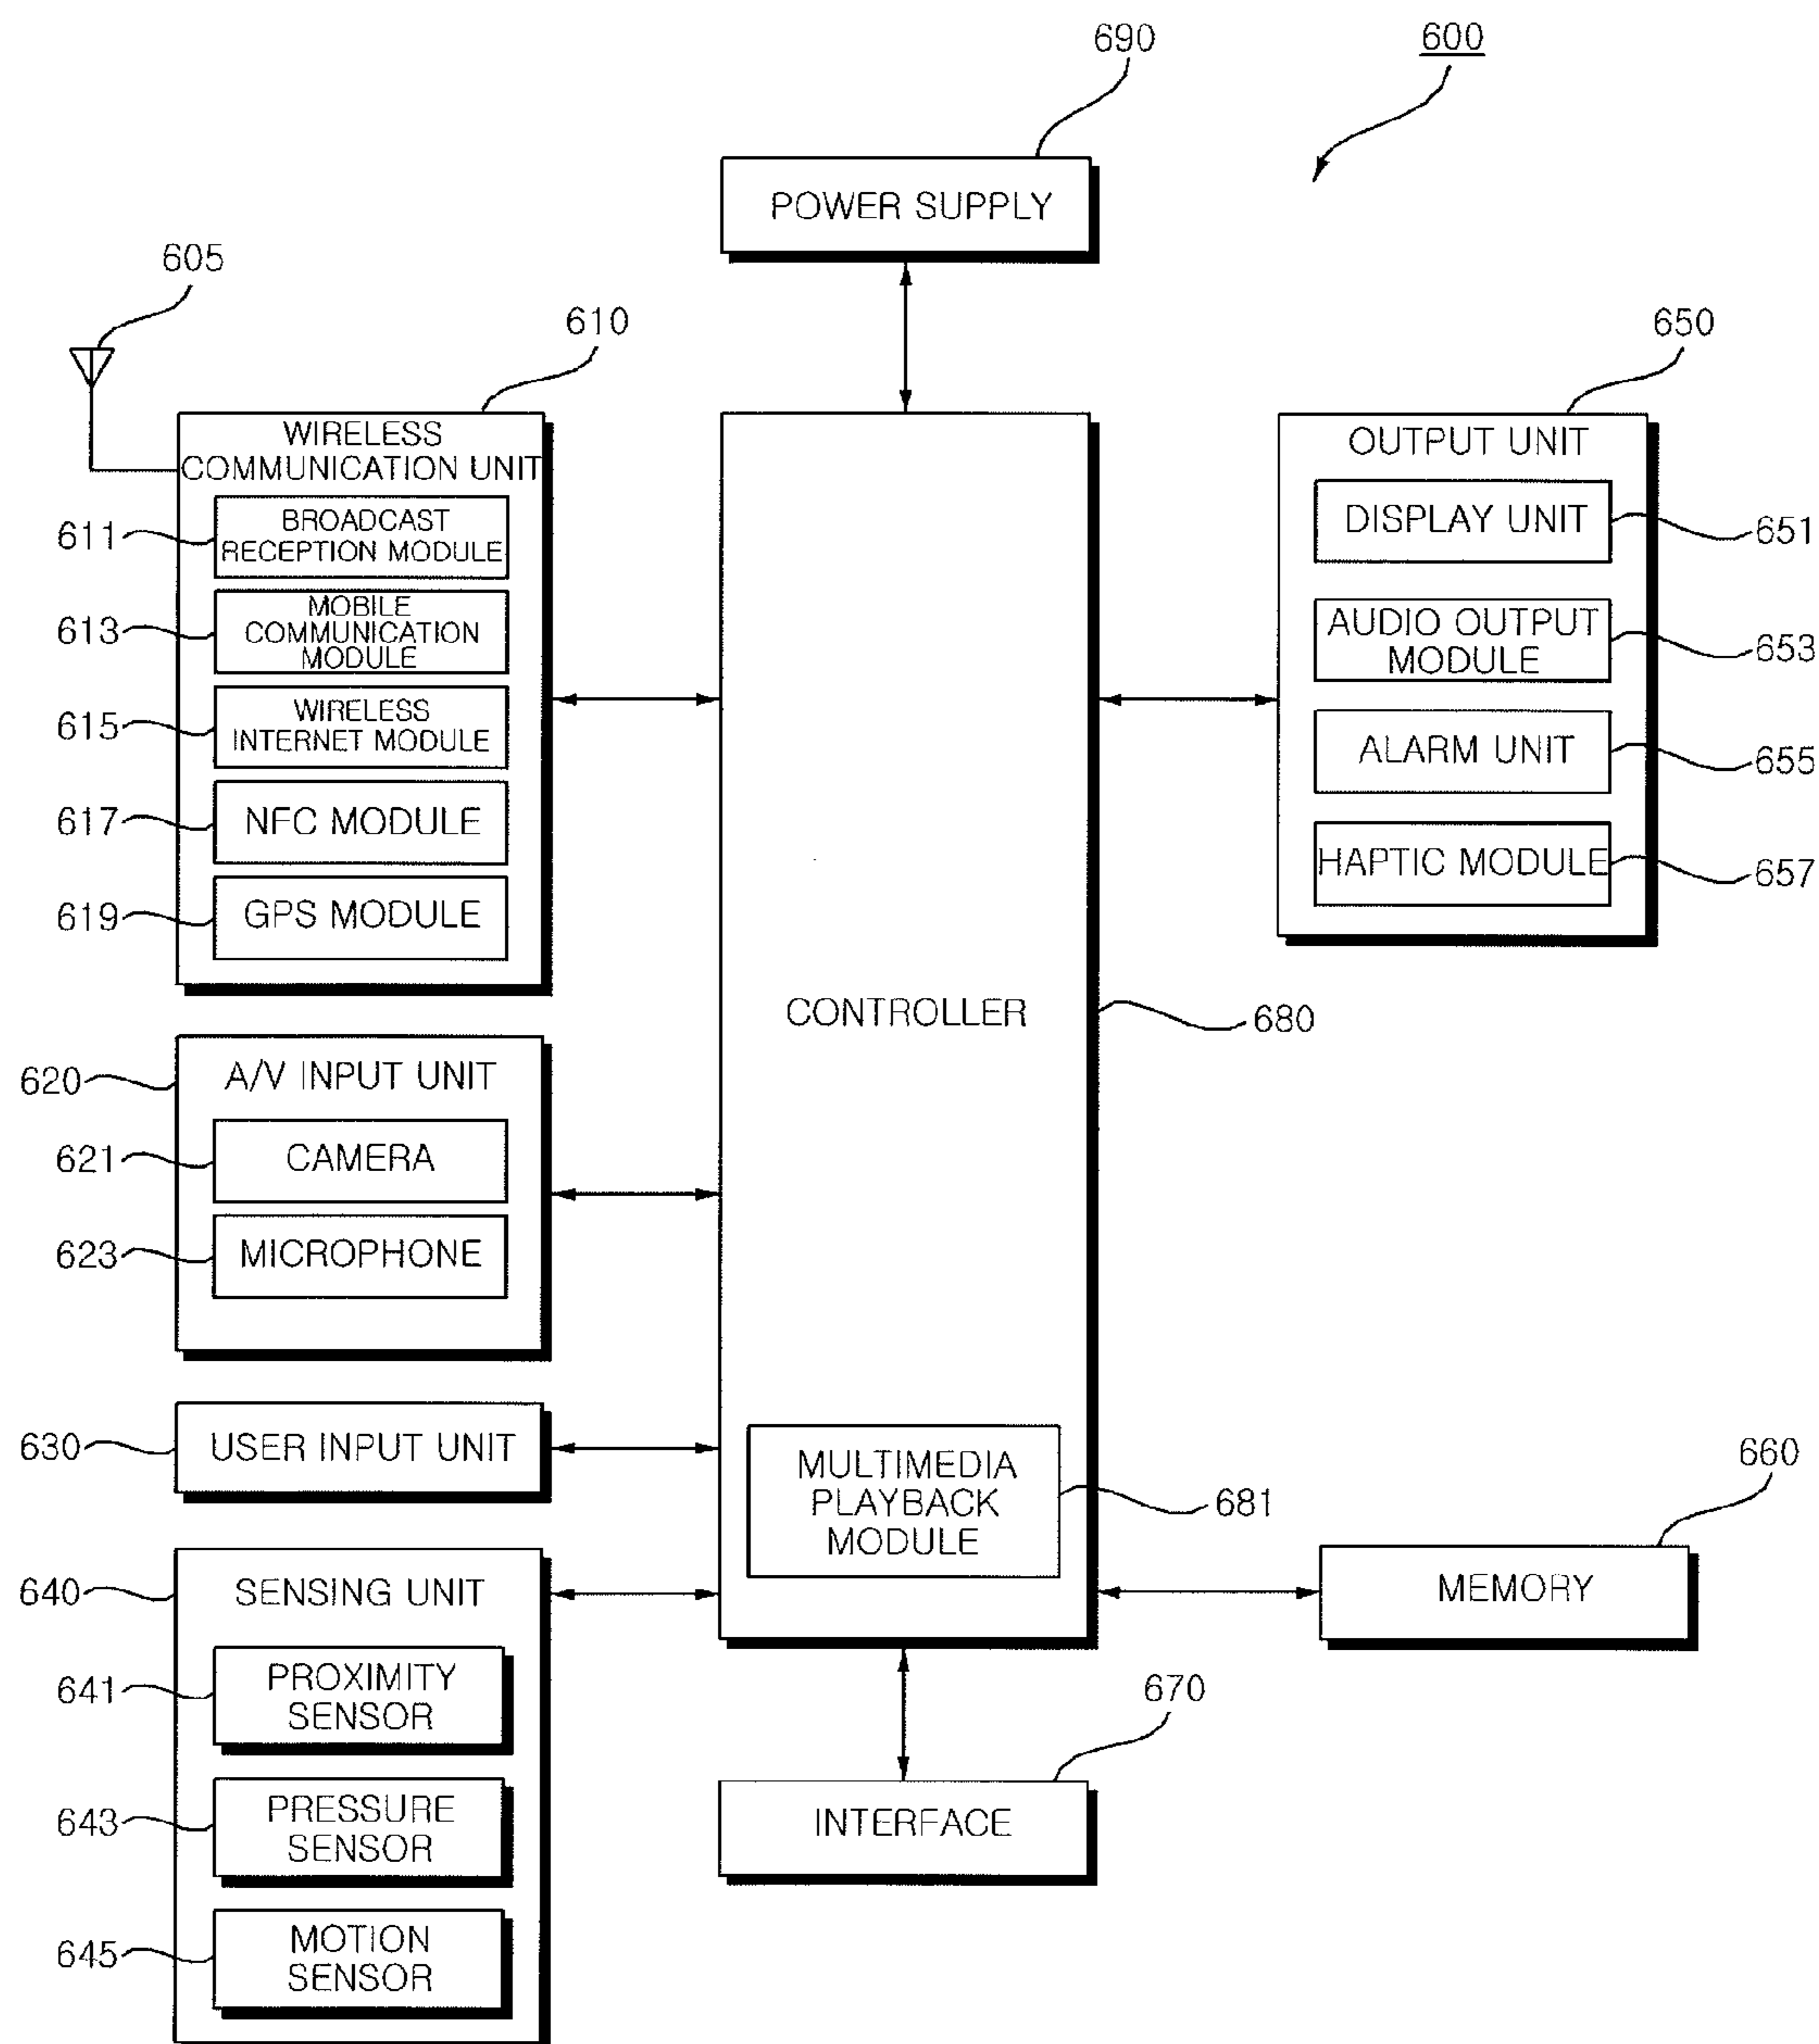 690
600
POWER SUPPLY
605
610
650
WIRELESS
COMMUNICATION UNIT
611
BROADCAST
RECEPTION MODULE
613
MOBILE
COMMUNICATION
MODULE
615
WIRELESS
INTERNET MODULE
617
NFC MODULE
619
GPS MODULE
OUTPUT UNIT
DISPLAY UNIT
651
AUDIO OUTPUT
MODULE
653
ALARM UNIT
655
HAPTIC MODULE
657
CONTROLLER
680
620
A/V INPUT UNIT
621
CAMERA
623
MICROPHONE
630
USER INPUT UNIT
MULTIMEDIA
PLAYBACK
MODULE
681
660
MEMORY
640
SENSING UNIT
641
PROXIMITY
SENSOR
643
PRESSURE
SENSOR
645
MOTION
SENSOR
670
INTERFACE